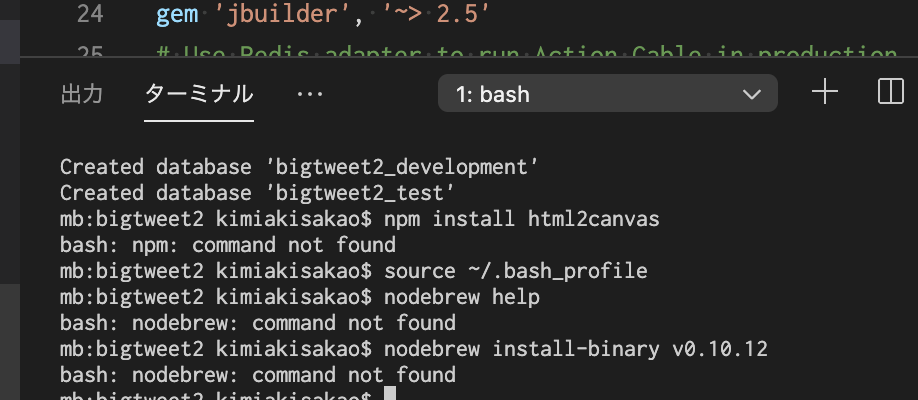 24 gem 'jbuilder', '~> 2.5'
25 # Use Redis adapter to run Action Cable in production
出力 ターミナル ··· 1: bash
Created database 'bigtweet2_development'
Created database 'bigtweet2_test'
mb:bigtweet2 kimiakisakao$ npm install html2canvas
bash: npm: command not found
mb:bigtweet2 kimiakisakao$ source ~/.bash_profile
mb:bigtweet2 kimiakisakao$ nodebrew help
bash: nodebrew: command not found
mb:bigtweet2 kimiakisakao$ nodebrew install-binary v0.10.12
bash: nodebrew: command not found
mb:bigtweet2 kimiakisakao$